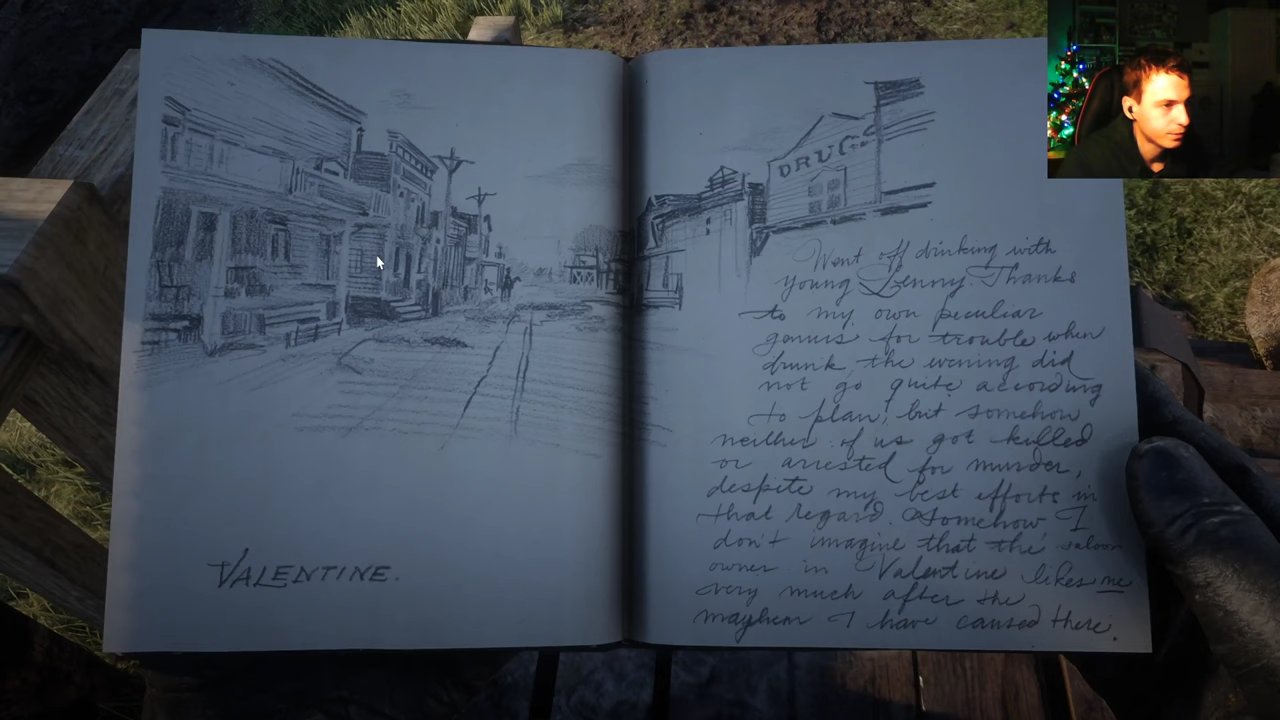 VALENTINE.
DRUGS
Went off drinking with
young Lenny. Thanks
to my own peculiar
genius for trouble when
drunk, the evening did
not go quite according
to plan, but somehow
neither of us got killed
or arrested for murder,
despite my best efforts in
that regard. Somehow I
don't imagine that the saloon
owner in Valentine likes me
very much after the
mayhem I have caused there.